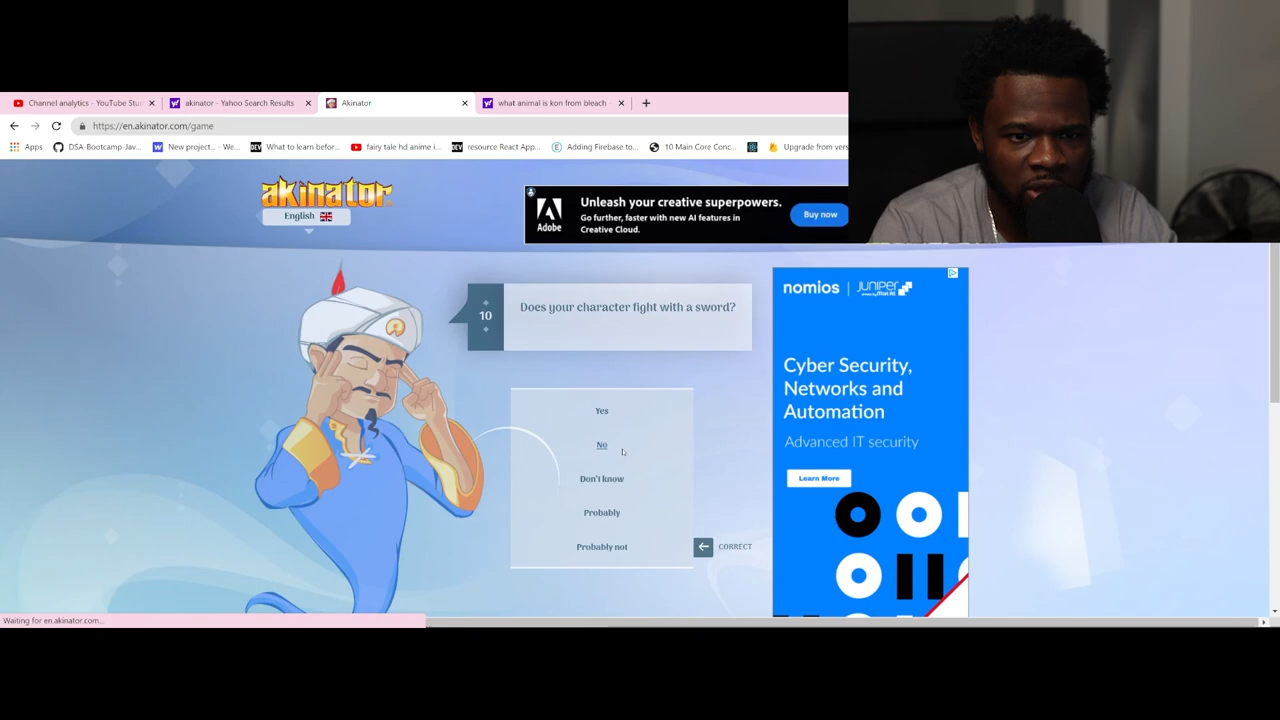 Channel analytics - YouTube Stu
akinator - Yahoo Search Results
Akinator
what animal is kon from bleach
https://en.akinator.com/game
Apps
DSA-Bootcamp-Jav...
New project... - We...
What to learn befor...
fairy tale hd anime i...
resource React App...
Adding Firebase to...
10 Main Core Conc...
Upgrade from vers
akinator
English
Adobe
Unleash your creative superpowers.
Go further, faster with new AI features in
Creative Cloud.
Buy now
10
Does your character fight with a sword?
Yes
No
Don't know
Probably
Probably not
CORRECT
nomios | JUNIPER
Cyber Security,
Networks and
Automation
Advanced IT security
Learn More
Waiting for en.akinator.com...